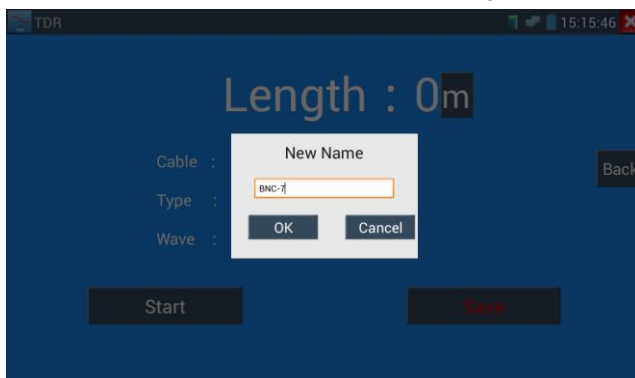 TDR 15:15:46
Length : 0m
New Name
Cable :
BNC-7
Back
Type :
OK Cancel
Wave :
Start Save